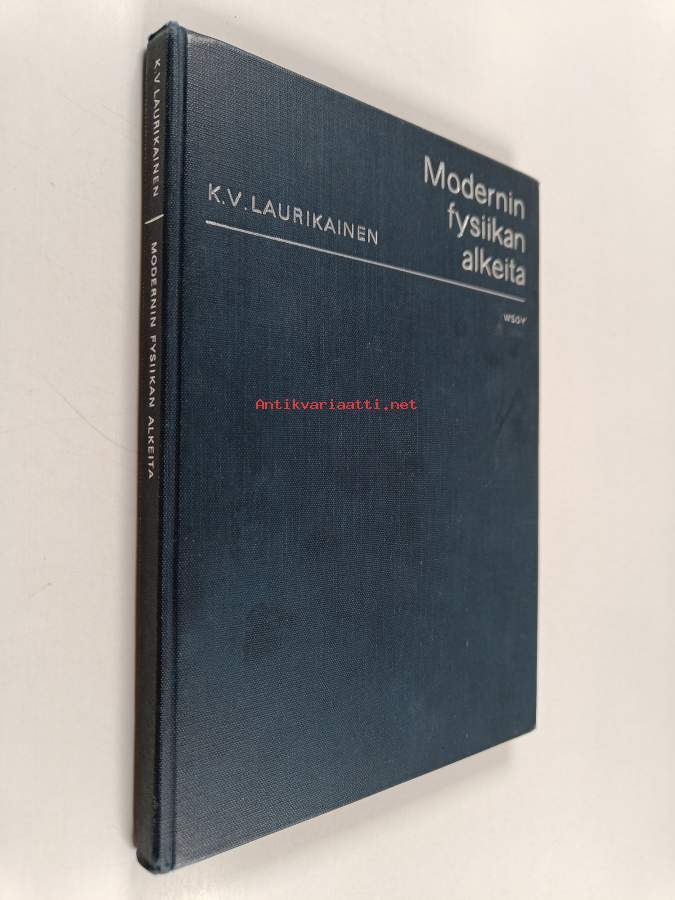 K.V. LAURIKAINEN | MODERNIN FYSIIKAN ALKEITA
Modernin
fysiikan
alkeita
K.V. LAURIKAINEN
WSOY
Antikvariaatti.net